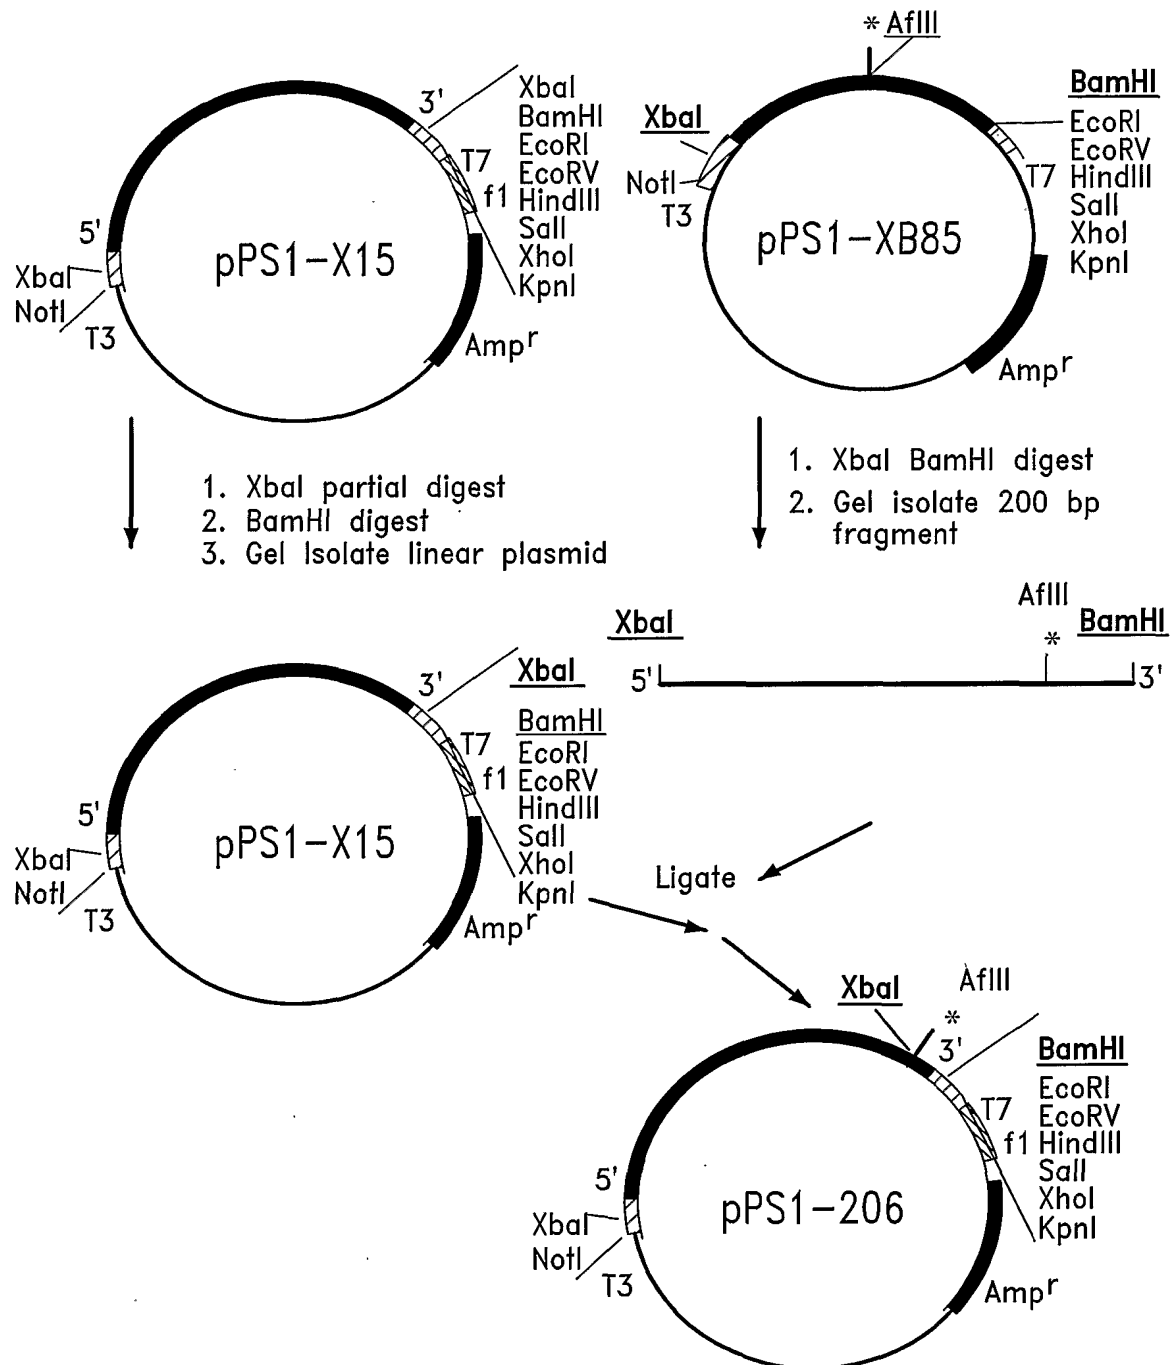 3'
XbaI
BamHI
EcoRI
EcoRV
HindIII
SalI
XhoI
KpnI
T7
f1
5'
pPS1-X15
XbaI
NotI
T3
Ampr
* AflII
XbaI
NotI
T3
pPS1-XB85
BamHI
EcoRI
EcoRV
HindIII
SalI
XhoI
KpnI
T7
Ampr
1. XbaI partial digest
2. BamHI digest
3. Gel Isolate linear plasmid
1. XbaI BamHI digest
2. Gel isolate 200 bp
fragment
XbaI
AflII
*
BamHI
5'
3'
3'
XbaI
BamHI
EcoRI
EcoRV
HindIII
SalI
XhoI
KpnI
T7
f1
5'
pPS1-X15
XbaI
NotI
T3
Ampr
Ligate
XbaI
AflII
*
3'
BamHI
EcoRI
EcoRV
HindIII
SalI
XhoI
KpnI
T7
f1
5'
pPS1-206
XbaI
NotI
T3
Ampr